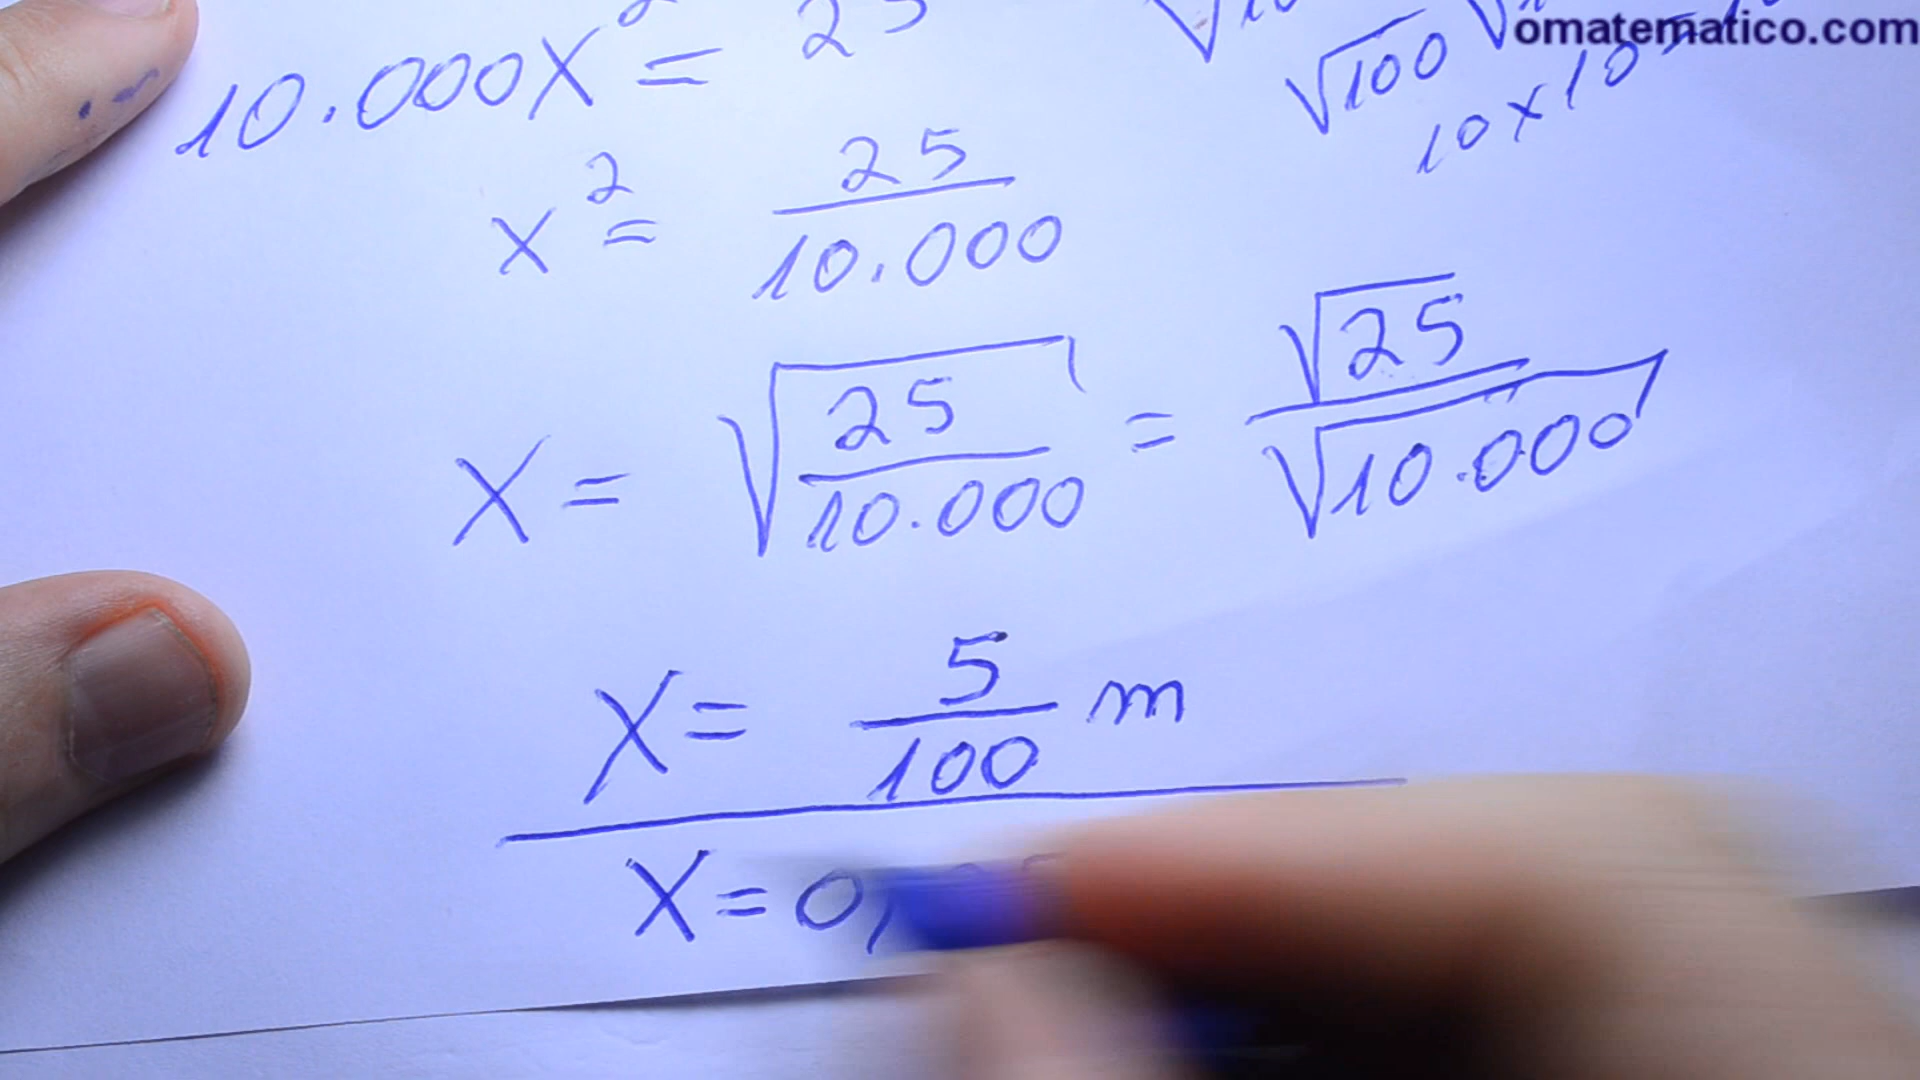 omatematico.com
10.000x² = 25
√100
10 x 10 =
x² = 25/10.000
x = √25/10.000 = √25/√10.000
x = 5/100 m
x = 0,